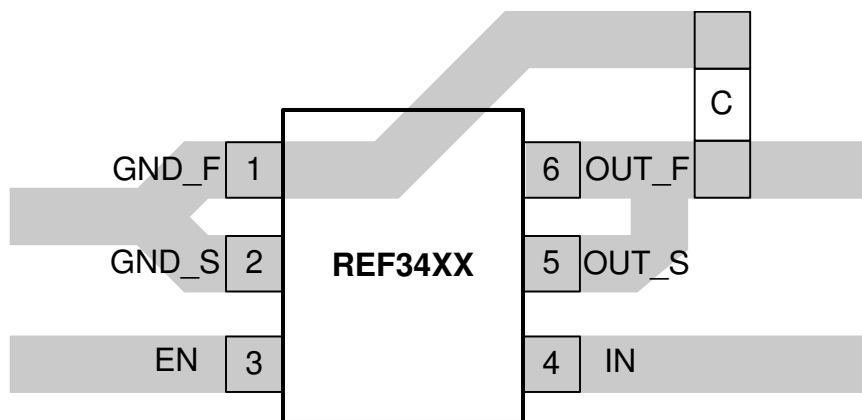 C
GND_F 1 6 OUT_F
GND_S 2 REF34XX 5 OUT_S
EN 3 4 IN